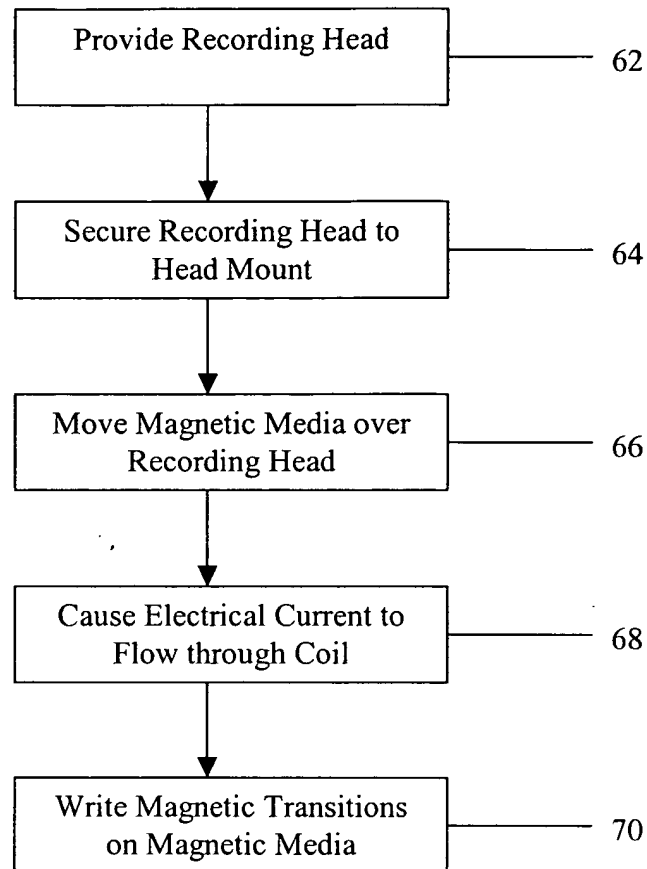 Provide Recording Head
62
Secure Recording Head to
Head Mount
64
Move Magnetic Media over
Recording Head
66
Cause Electrical Current to
Flow through Coil
68
Write Magnetic Transitions
on Magnetic Media
70